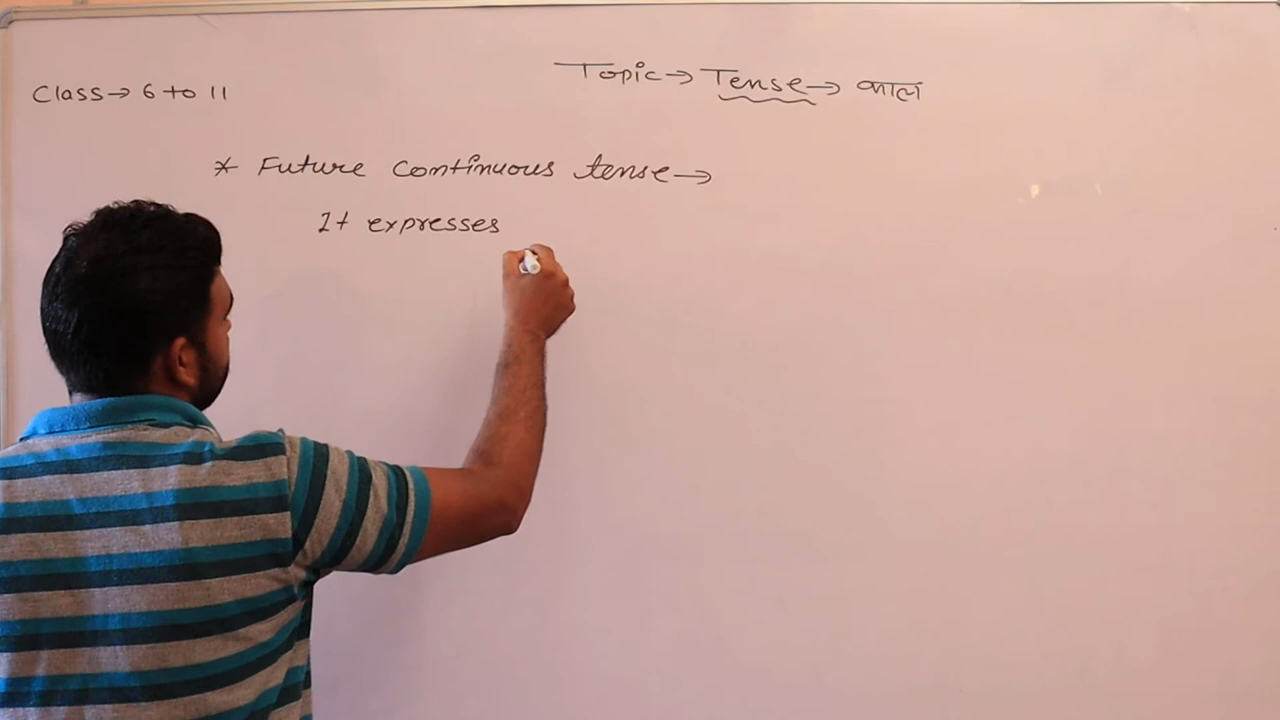 Topic → Tense → काल
Class → 6 to 11
* Future Continuous tense →
It expresses